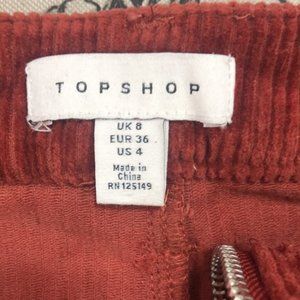 TOPSHOP
UK 8
EUR 36
US 4
Made in
China
RN 125149